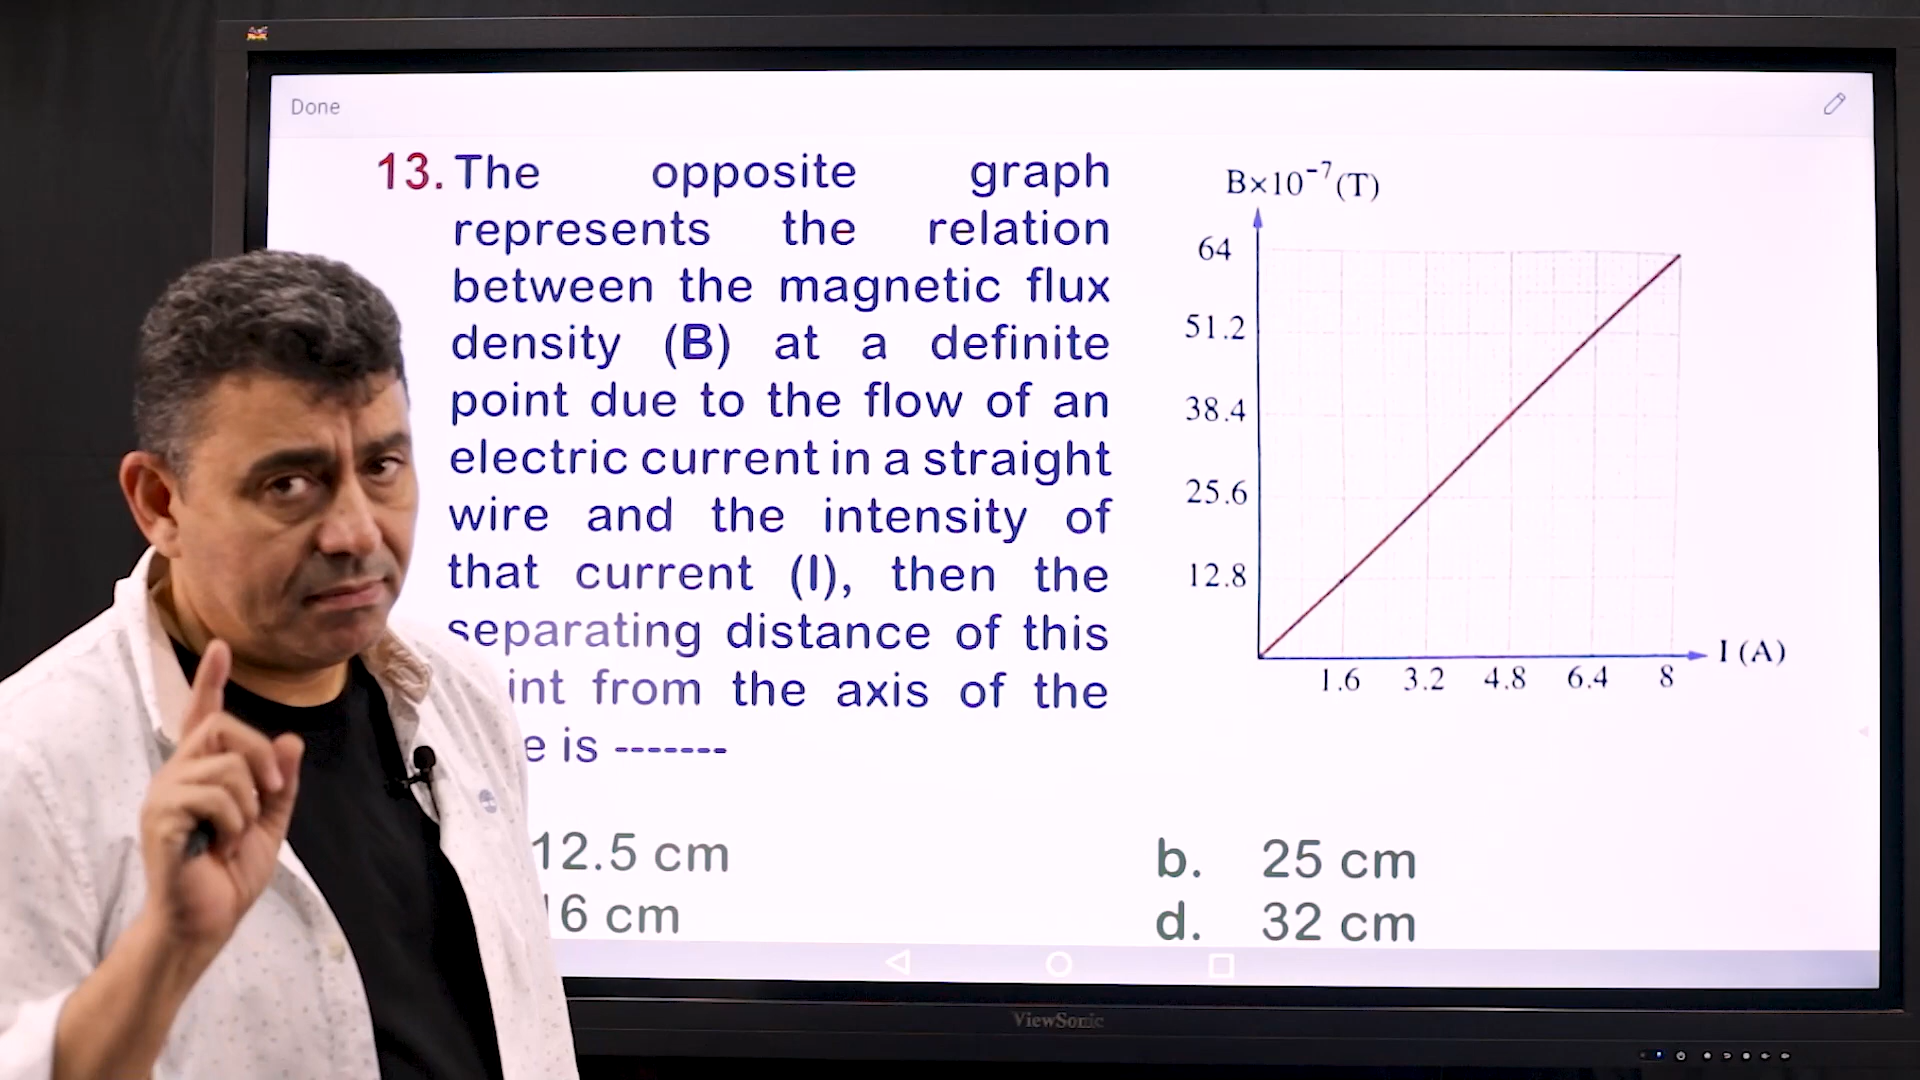 Done
13. The opposite graph
represents the relation
between the magnetic flux
density (B) at a definite
point due to the flow of an
electric current in a straight
wire and the intensity of
that current (I), then the
separating distance of this
int from the axis of the
e is -------
12.5 cm
b. 25 cm
16 cm
d. 32 cm
B×10⁻⁷(T)
64
51.2
38.4
25.6
12.8
1.6 3.2 4.8 6.4 8
I (A)
ViewSonic